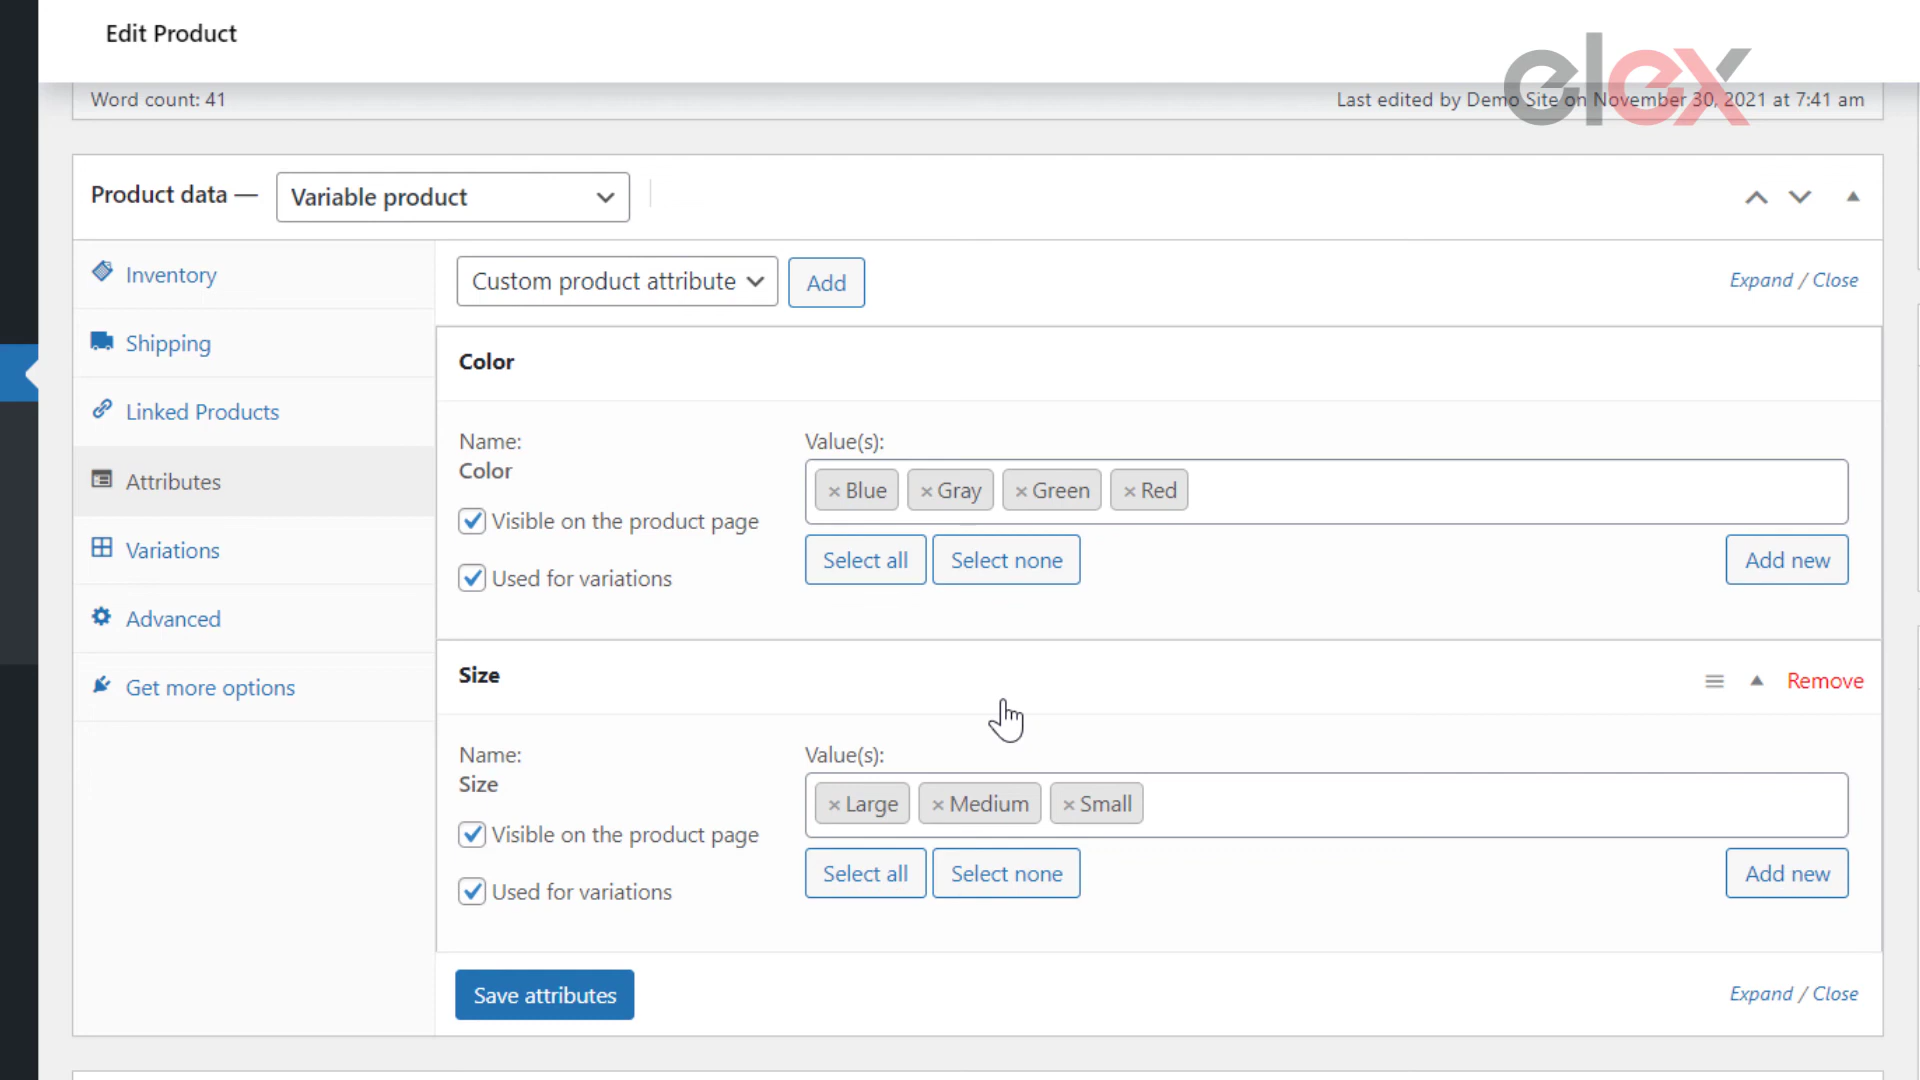 Edit Product
elex
Word count: 41
Last edited by Demo Site on November 30, 2021 at 7:41 am
Product data —
Variable product
Inventory
Shipping
Linked Products
Attributes
Variations
Advanced
Get more options
Custom product attribute
Add
Expand / Close
Color
Name:
Color
Visible on the product page
Used for variations
Value(s):
× Blue × Gray × Green × Red
Select all
Select none
Add new
Size
Remove
Name:
Size
Visible on the product page
Used for variations
Value(s):
× Large × Medium × Small
Select all
Select none
Add new
Save attributes
Expand / Close